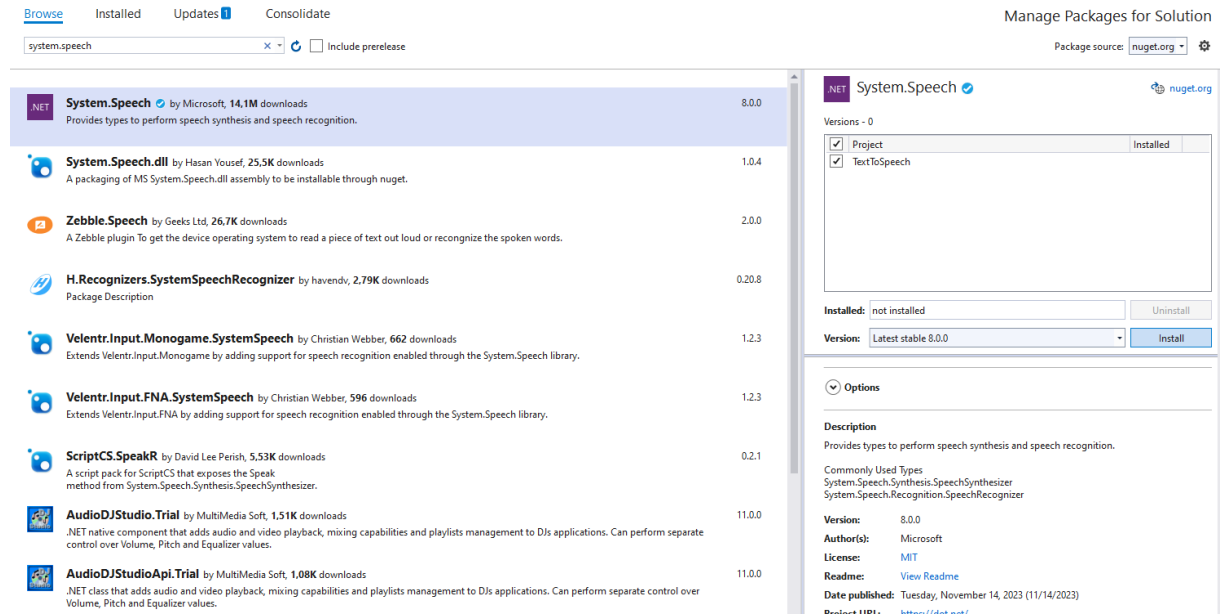 Browse Installed Updates 1 Consolidate
Manage Packages for Solution
system.speech
Include prerelease
Package source: nuget.org
.NET
System.Speech by Microsoft, 14,1M downloads
8.0.0
Provides types to perform speech synthesis and speech recognition.
System.Speech.dll by Hasan Yousef, 25,5K downloads
1.0.4
A packaging of MS System.Speech.dll assembly to be installable through nuget.
Zebble.Speech by Geeks Ltd, 26,7K downloads
2.0.0
A Zebble plugin To get the device operating system to read a piece of text out loud or recongnize the spoken words.
H.Recognizers.SystemSpeechRecognizer by havendv, 2,79K downloads
0.20.8
Package Description
Velentr.Input.Monogame.SystemSpeech by Christian Webber, 662 downloads
1.2.3
Extends Velentr.Input.Monogame by adding support for speech recognition enabled through the System.Speech library.
Velentr.Input.FNA.SystemSpeech by Christian Webber, 596 downloads
1.2.3
Extends Velentr.Input.FNA by adding support for speech recognition enabled through the System.Speech library.
ScriptCS.SpeakR by David Lee Perish, 5,53K downloads
0.2.1
A script pack for ScriptCS that exposes the Speak
method from System.Speech.Synthesis.SpeechSynthesizer.
AudioDJStudio.Trial by MultiMedia Soft, 1,51K downloads
11.0.0
.NET native component that adds audio and video playback, mixing capabilities and playlists management to DJs applications. Can perform separate
control over Volume, Pitch and Equalizer values.
AudioDJStudioApi.Trial by MultiMedia Soft, 1,08K downloads
11.0.0
.NET class that adds audio and video playback, mixing capabilities and playlists management to DJs applications. Can perform separate control over
Volume, Pitch and Equalizer values.
.NET
System.Speech
nuget.org
Versions - 0
Project Installed
TextToSpeech
Installed: not installed Uninstall
Version: Latest stable 8.0.0 Install
Options
Description
Provides types to perform speech synthesis and speech recognition.
Commonly Used Types
System.Speech.Synthesis.SpeechSynthesizer
System.Speech.Recognition.SpeechRecognizer
Version: 8.0.0
Author(s): Microsoft
License: MIT
Readme: View Readme
Date published: Tuesday, November 14, 2023 (11/14/2023)
Project URL: https://dot.net/